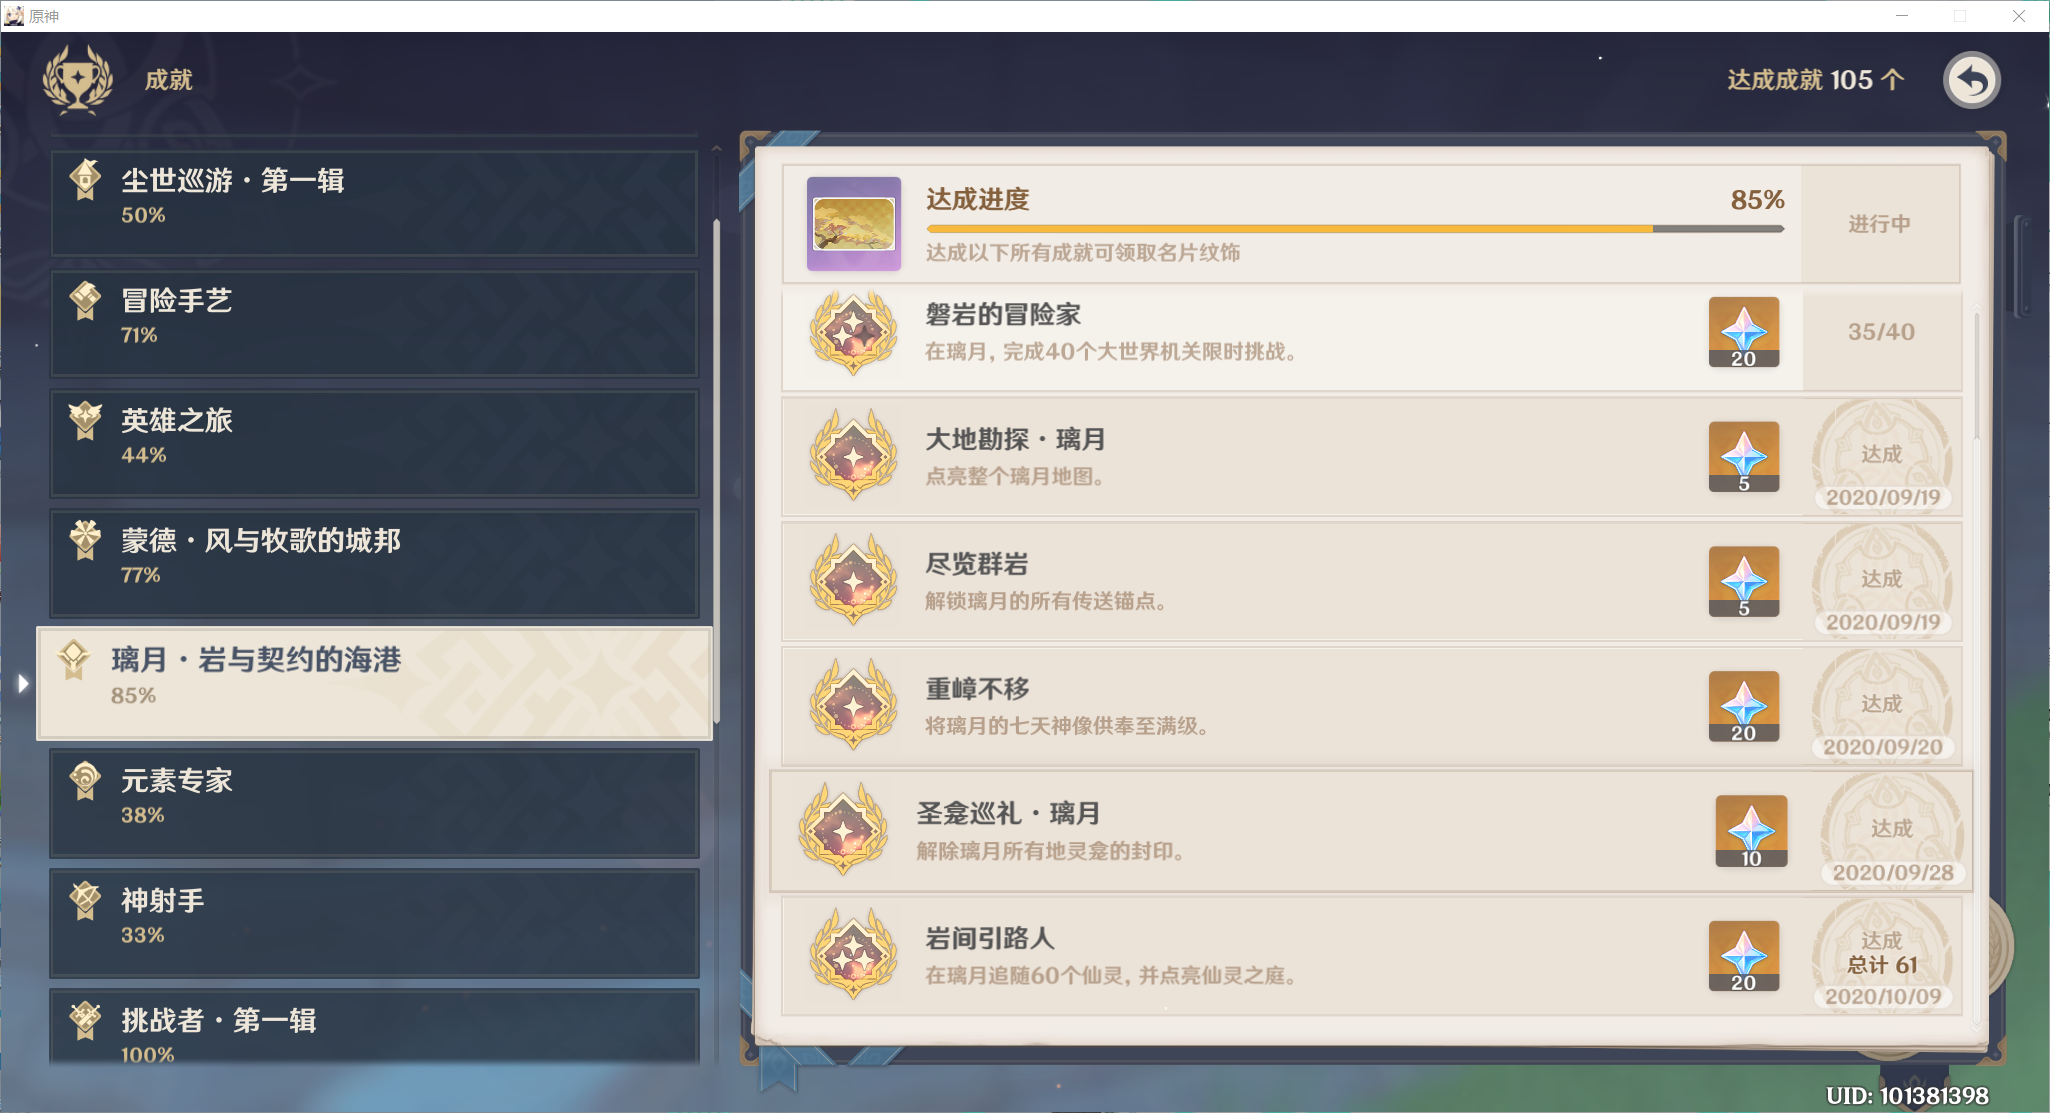 原神
成就
达成成就 105 个
尘世巡游·第一辑
50%
冒险手艺
71%
英雄之旅
44%
蒙德·风与牧歌的城邦
77%
璃月·岩与契约的海港
85%
元素专家
38%
神射手
33%
挑战者·第一辑
100%
达成进度
85%
达成以下所有成就可领取名片纹饰
进行中
磐岩的冒险家
在璃月，完成40个大世界机关限时挑战。
20
35/40
大地勘探·璃月
点亮整个璃月地图。
5
达成
2020/09/19
尽览群岩
解锁璃月的所有传送锚点。
5
达成
2020/09/19
重嶂不移
将璃月的七天神像供奉至满级。
20
达成
2020/09/20
圣龛巡礼·璃月
解除璃月所有地灵龛的封印。
10
达成
2020/09/28
岩间引路人
在璃月追随60个仙灵，并点亮仙灵之庭。
20
达成
总计 61
2020/10/09
UID: 101381398